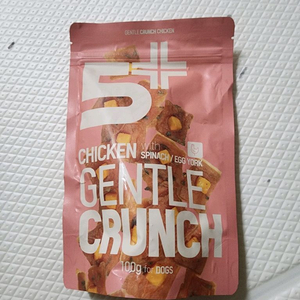 GENTLE CRUNCH CHICKEN
5+
CHICKEN with SPINACH / EGG YORK
GENTLE
CRUNCH
100g for DOGS